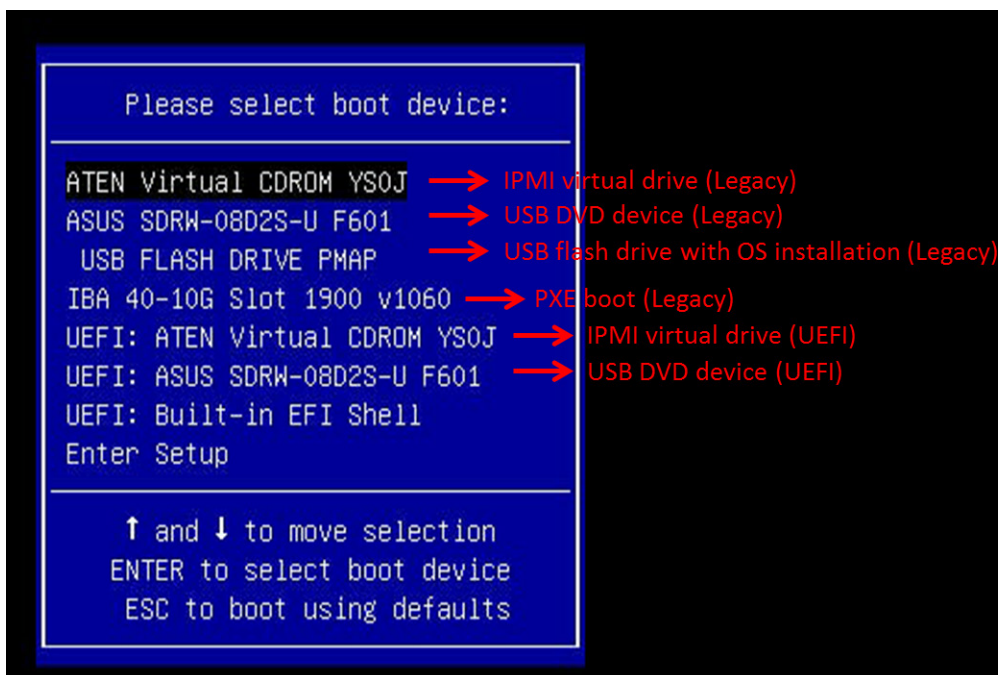 Please select boot device:
ATEN Virtual CDROM YS0J → IPMI virtual drive (Legacy)
ASUS SDRW-08D2S-U F601 → USB DVD device (Legacy)
USB FLASH DRIVE PMAP → USB flash drive with OS installation (Legacy)
IBA 40-10G Slot 1900 v1060 → PXE boot (Legacy)
UEFI: ATEN Virtual CDROM YS0J → IPMI virtual drive (UEFI)
UEFI: ASUS SDRW-08D2S-U F601 → USB DVD device (UEFI)
UEFI: Built-in EFI Shell
Enter Setup
↑ and ↓ to move selection
ENTER to select boot device
ESC to boot using defaults